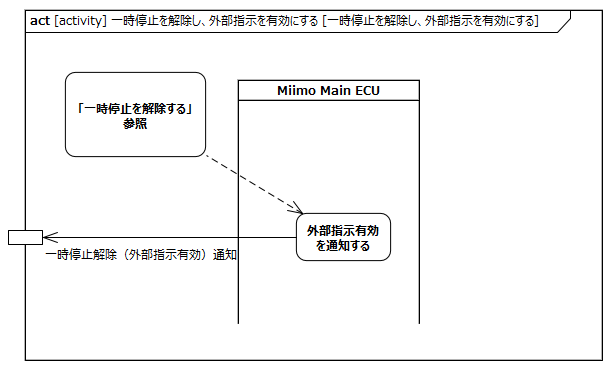 act [activity] 一時停止を解除し、外部指示を有効にする [一時停止を解除し、外部指示を有効にする]
Miimo Main ECU
「一時停止を解除する」
参照
外部指示有効
を通知する
一時停止解除（外部指示有効）通知